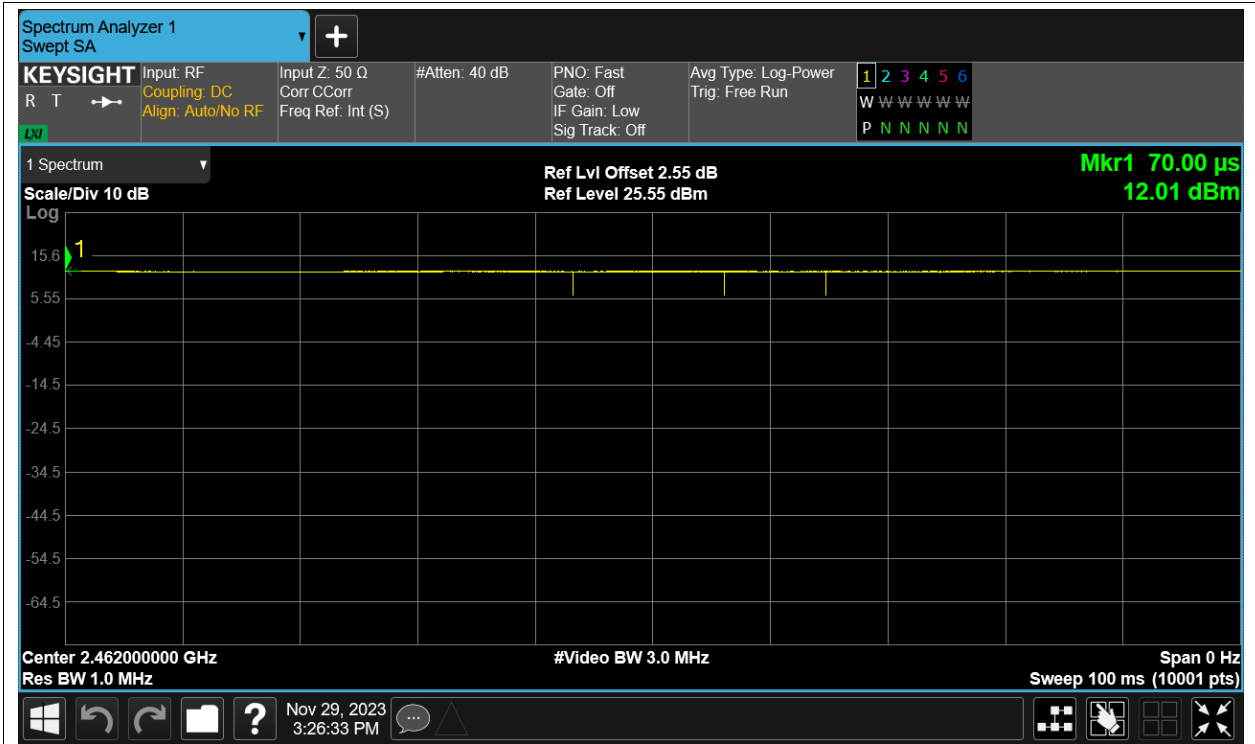 Spectrum Analyzer 1
Swept SA
KEYSIGHT
R T
LXI
Input: RF
Coupling: DC
Align: Auto/No RF
Input Z: 50 Ω
Corr CCorr
Freq Ref: Int (S)
#Atten: 40 dB
PNO: Fast
Gate: Off
IF Gain: Low
Sig Track: Off
Avg Type: Log-Power
Trig: Free Run
1 2 3 4 5 6
W W W W W W
P N N N N N
1 Spectrum
Scale/Div 10 dB
Log
Ref Lvl Offset 2.55 dB
Ref Level 25.55 dBm
Mkr1 70.00 µs
12.01 dBm
1
15.6
5.55
-4.45
-14.5
-24.5
-34.5
-44.5
-54.5
-64.5
Center 2.462000000 GHz
Res BW 1.0 MHz
#Video BW 3.0 MHz
Span 0 Hz
Sweep 100 ms (10001 pts)
?
Nov 29, 2023
3:26:33 PM